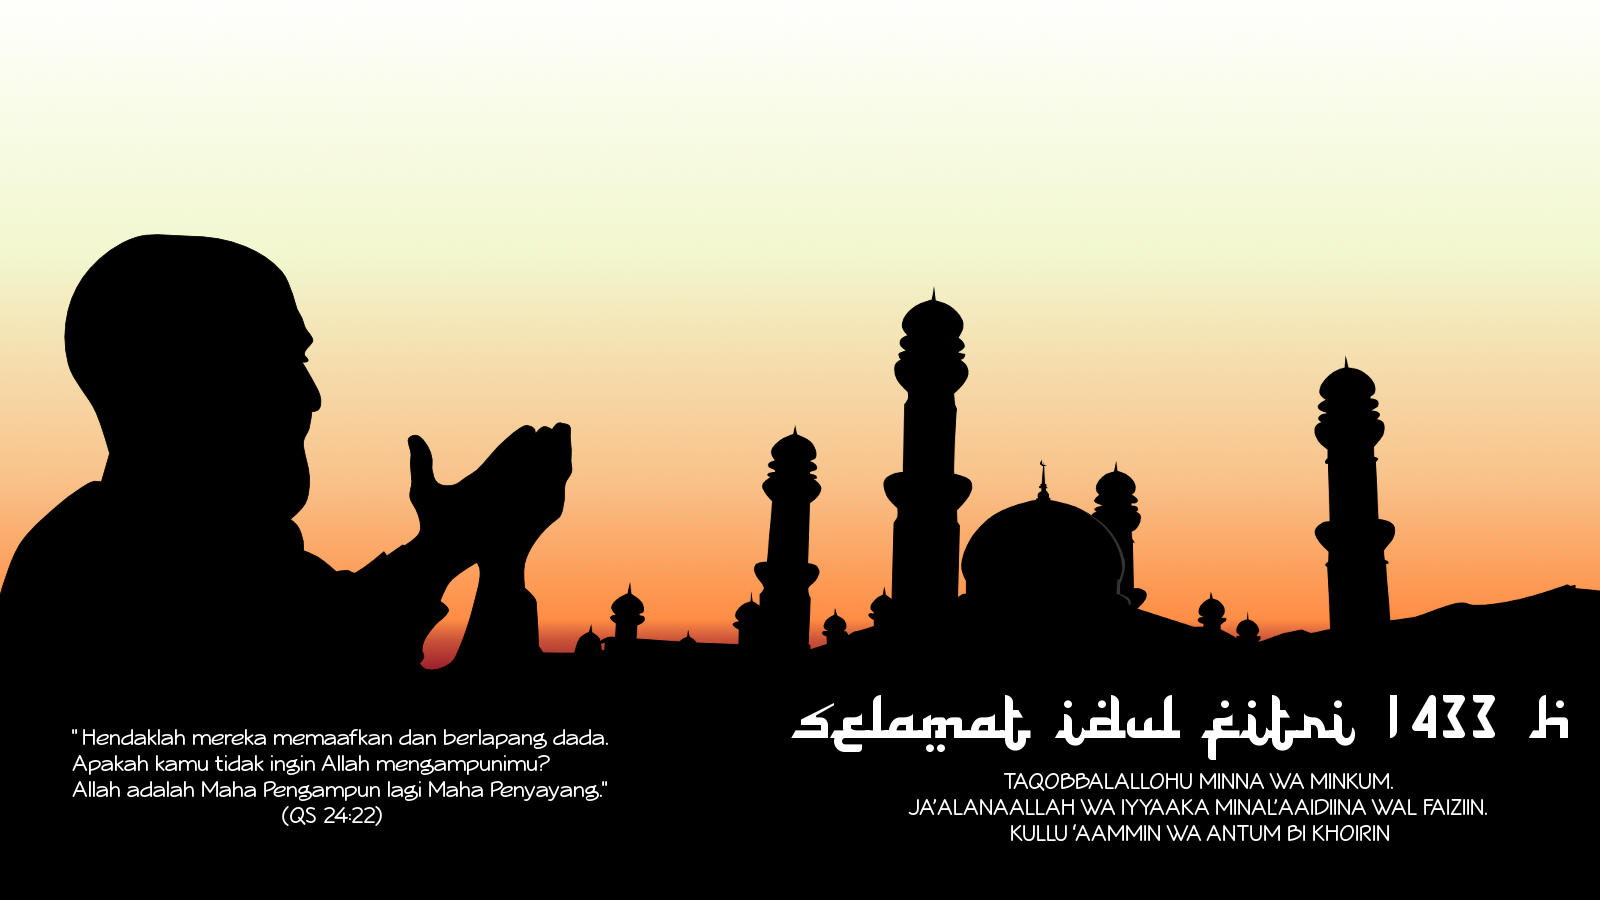 "Hendaklah mereka memaafkan dan berlapang dada.
Apakah kamu tidak ingin Allah mengampunimu?
Allah adalah Maha Pengampun lagi Maha Penyayang."
(QS 24:22)
selamat idul fitri 1433 h
TAQOBBALALLOHU MINNA WA MINKUM.
JA'ALANAALLAH WA IYYAAKA MINAL'AAIDIINA WAL FAIZIIN.
KULLU 'AAMMIN WA ANTUM BI KHOIRIN